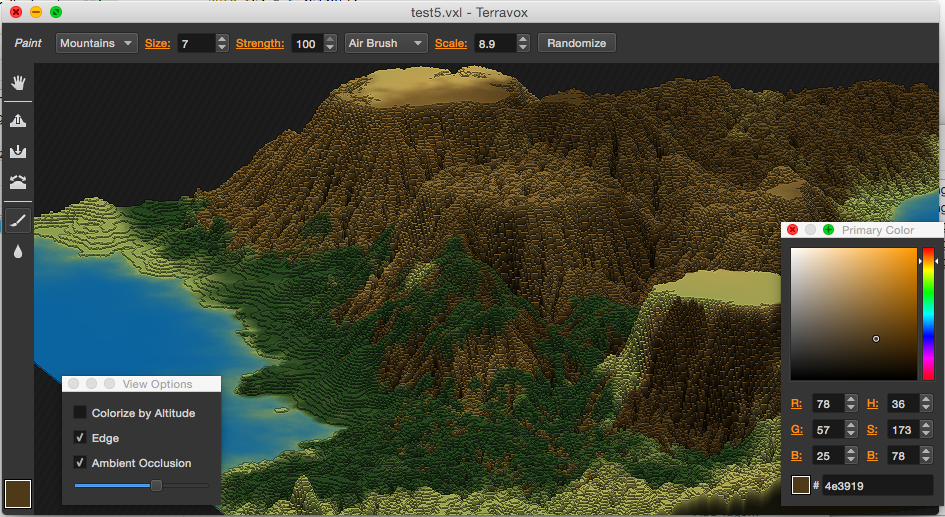 test5.vxl - Terravox
Paint Mountains Size: 7 Strength: 100 Air Brush Scale: 8.9 Randomize
Primary Color
View Options
Colorize by Altitude
Edge
Ambient Occlusion
R: 78 H: 36
G: 57 S: 173
B: 25 B: 78
# 4e3919